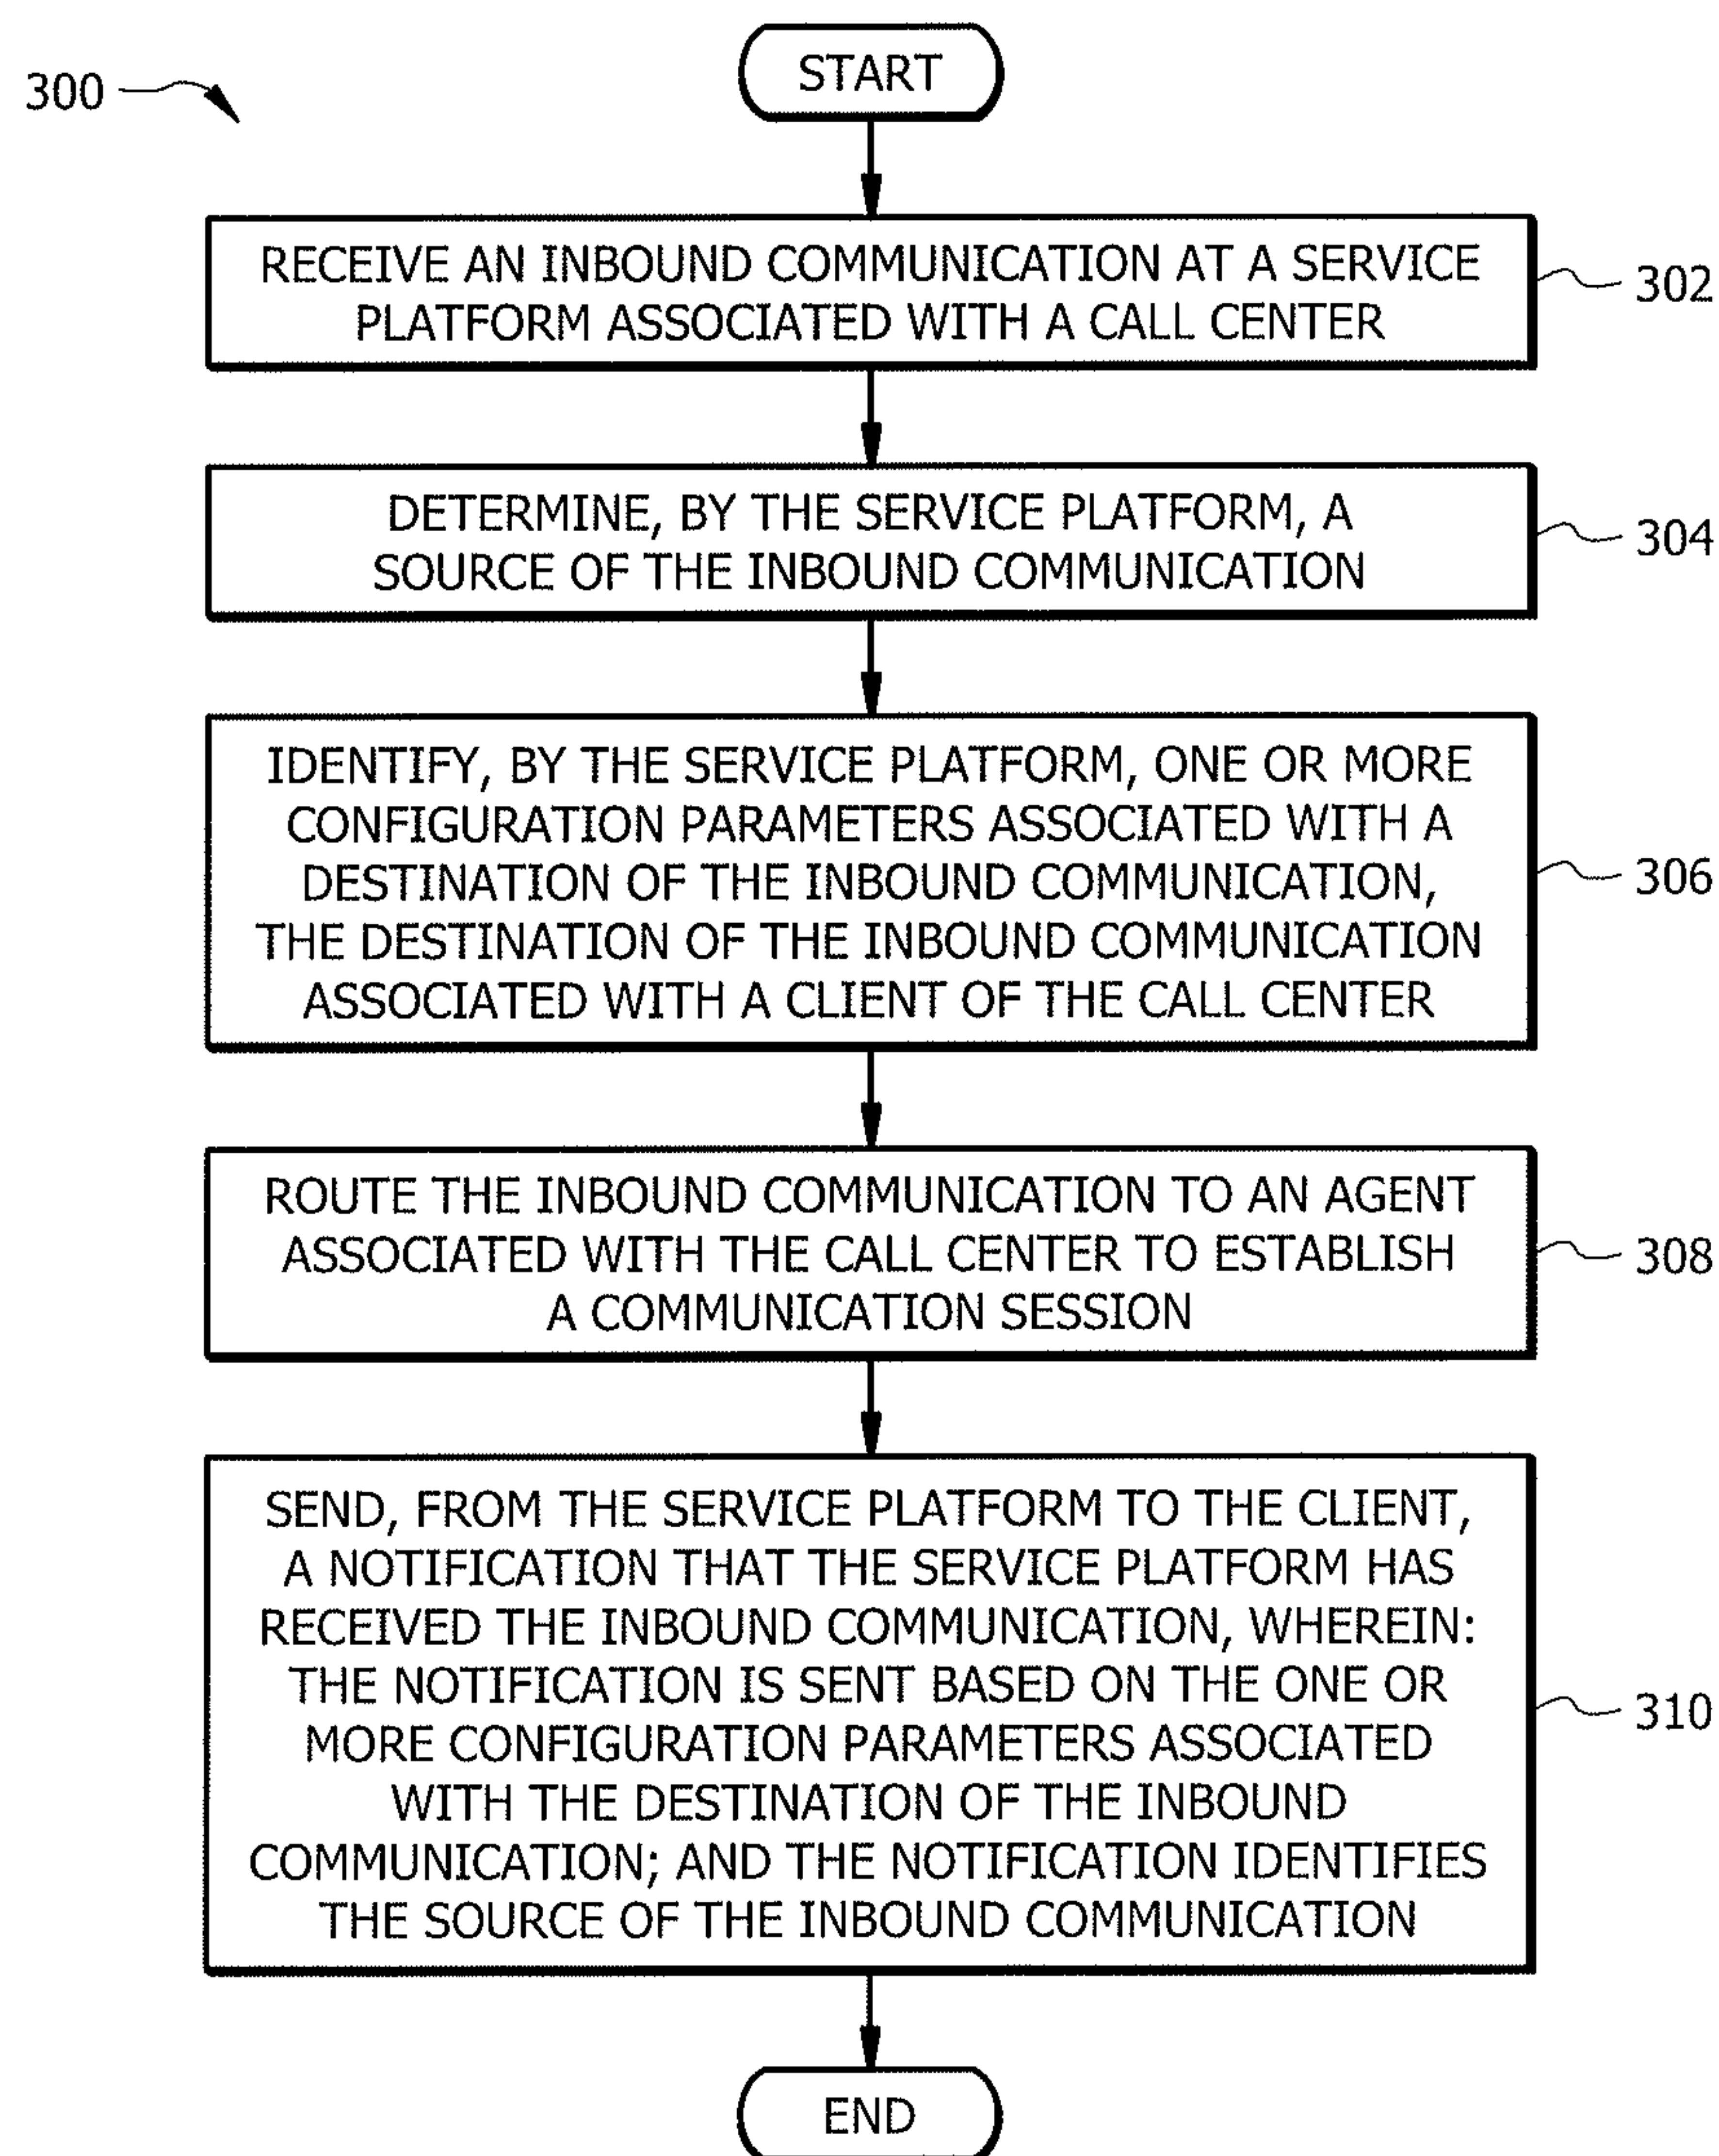 300
START
RECEIVE AN INBOUND COMMUNICATION AT A SERVICE
PLATFORM ASSOCIATED WITH A CALL CENTER
302
DETERMINE, BY THE SERVICE PLATFORM, A
SOURCE OF THE INBOUND COMMUNICATION
304
IDENTIFY, BY THE SERVICE PLATFORM, ONE OR MORE
CONFIGURATION PARAMETERS ASSOCIATED WITH A
DESTINATION OF THE INBOUND COMMUNICATION,
THE DESTINATION OF THE INBOUND COMMUNICATION
ASSOCIATED WITH A CLIENT OF THE CALL CENTER
306
ROUTE THE INBOUND COMMUNICATION TO AN AGENT
ASSOCIATED WITH THE CALL CENTER TO ESTABLISH
A COMMUNICATION SESSION
308
SEND, FROM THE SERVICE PLATFORM TO THE CLIENT,
A NOTIFICATION THAT THE SERVICE PLATFORM HAS
RECEIVED THE INBOUND COMMUNICATION, WHEREIN:
THE NOTIFICATION IS SENT BASED ON THE ONE OR
MORE CONFIGURATION PARAMETERS ASSOCIATED
WITH THE DESTINATION OF THE INBOUND
COMMUNICATION; AND THE NOTIFICATION IDENTIFIES
THE SOURCE OF THE INBOUND COMMUNICATION
310
END